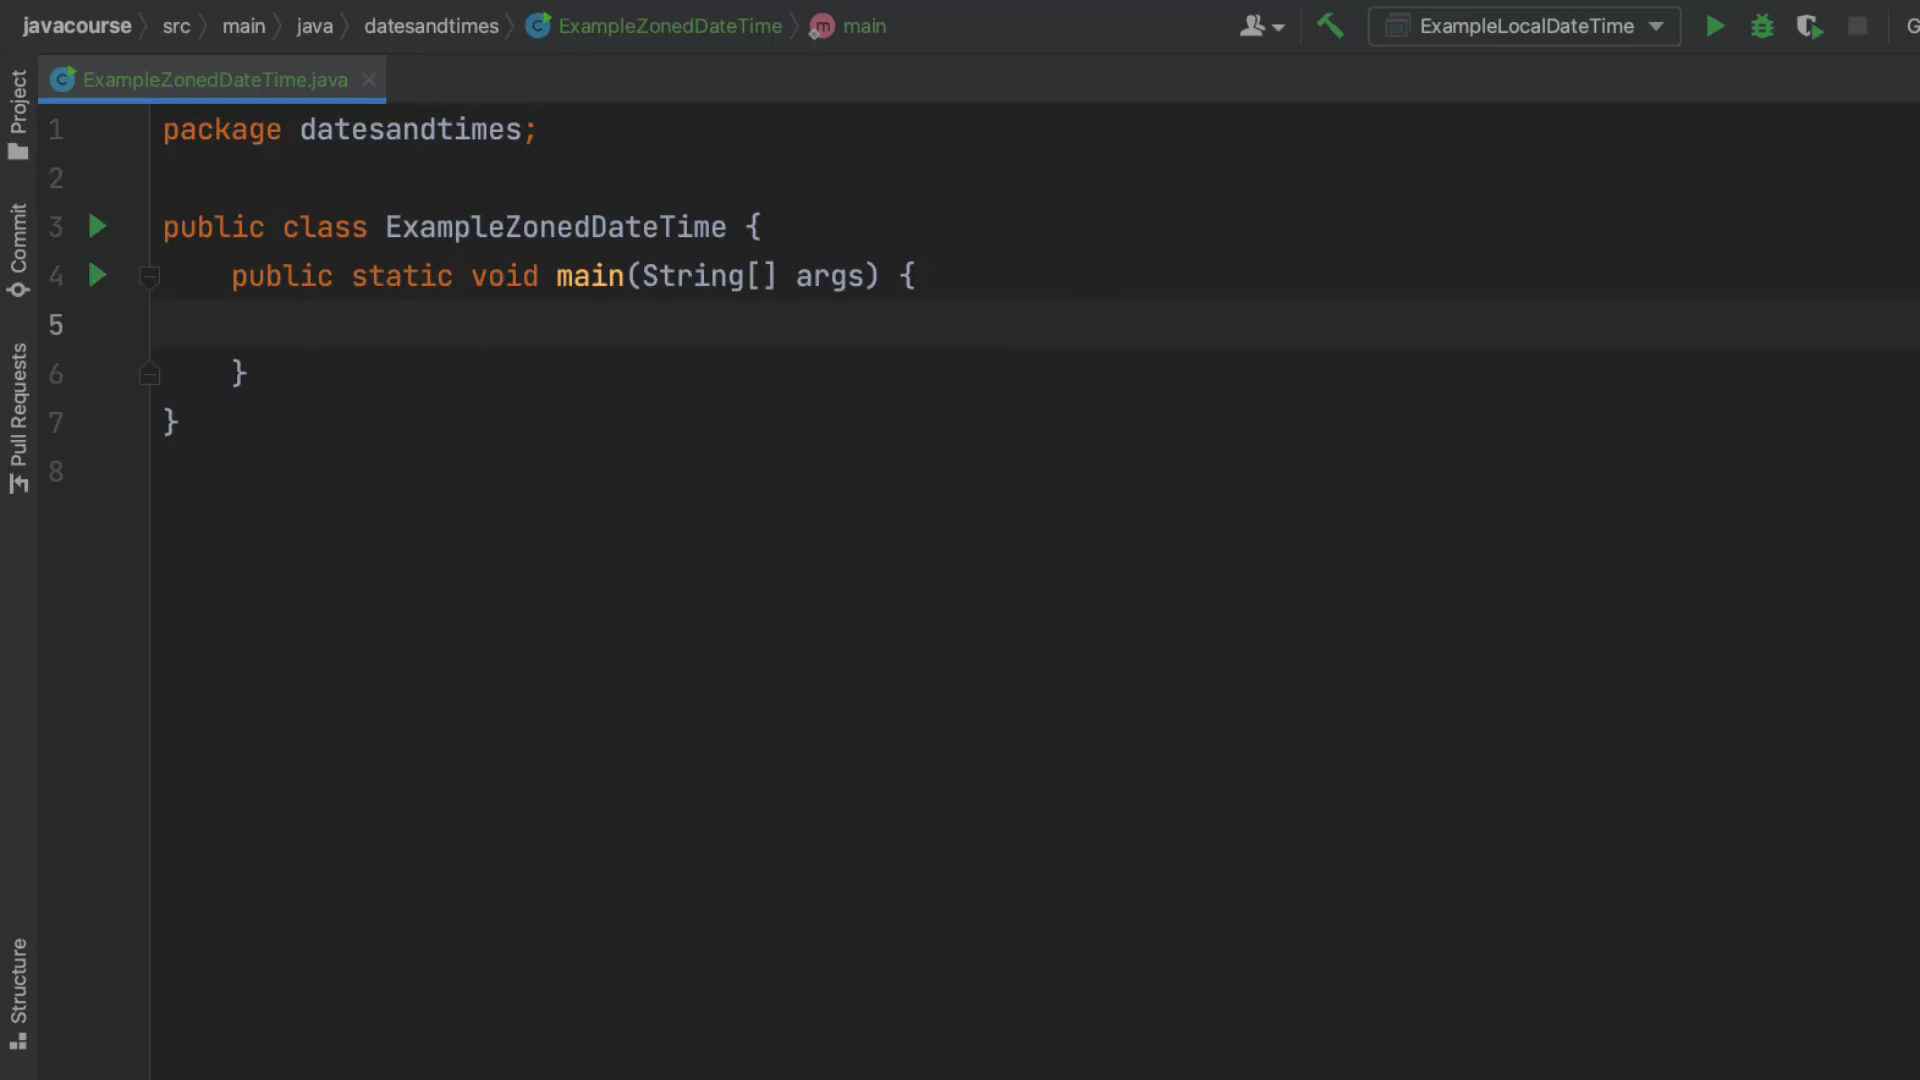 javacourse src main java datesandtimes ExampleZonedDateTime main ExampleLocalDateTime G
ExampleZonedDateTime.java
Project
Commit
Pull Requests
Structure
1 package datesandtimes;
2
3 public class ExampleZonedDateTime {
4 public static void main(String[] args) {
5
6 }
7 }
8